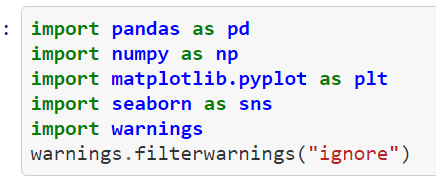 : import pandas as pd
import numpy as np
import matplotlib.pyplot as plt
import seaborn as sns
import warnings
warnings.filterwarnings("ignore")